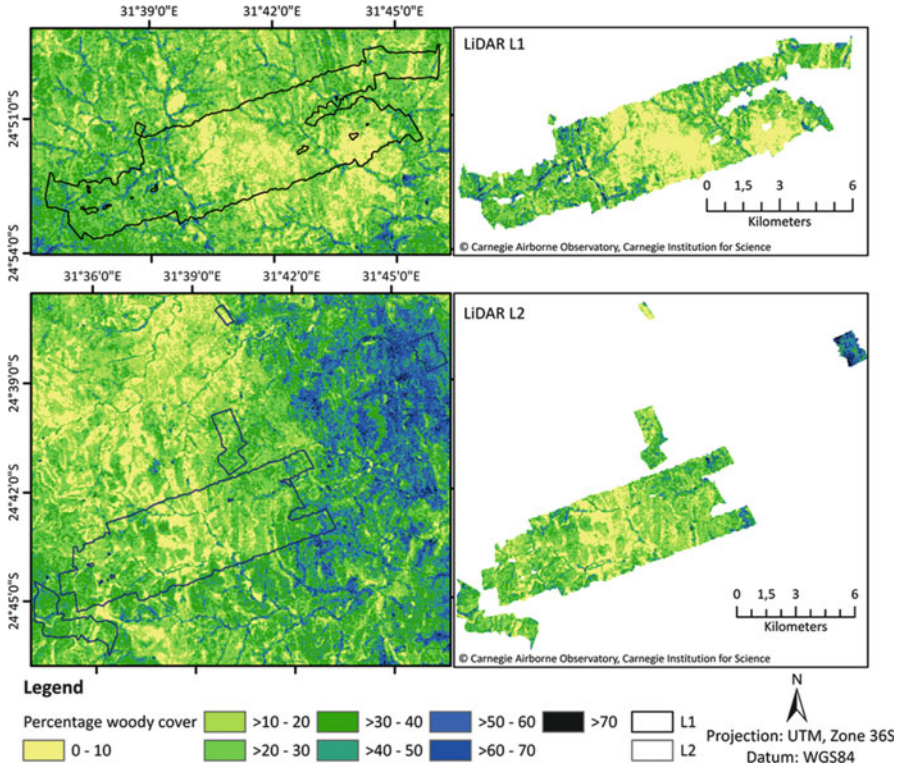 31°39'0"E 31°42'0"E 31°45'0"E
24°51'0"S
24°54'0"S
LiDAR L1
0 1,5 3 6
Kilometers
© Carnegie Airborne Observatory, Carnegie Institution for Science
31°36'0"E 31°39'0"E 31°42'0"E 31°45'0"E
24°39'0"S
24°42'0"S
24°45'0"S
LiDAR L2
0 1,5 3 6
Kilometers
© Carnegie Airborne Observatory, Carnegie Institution for Science
Legend
Percentage woody cover
0 - 10
>10 - 20
>20 - 30
>30 - 40
>40 - 50
>50 - 60
>60 - 70
>70
L1
L2
N
Projection: UTM, Zone 36S
Datum: WGS84